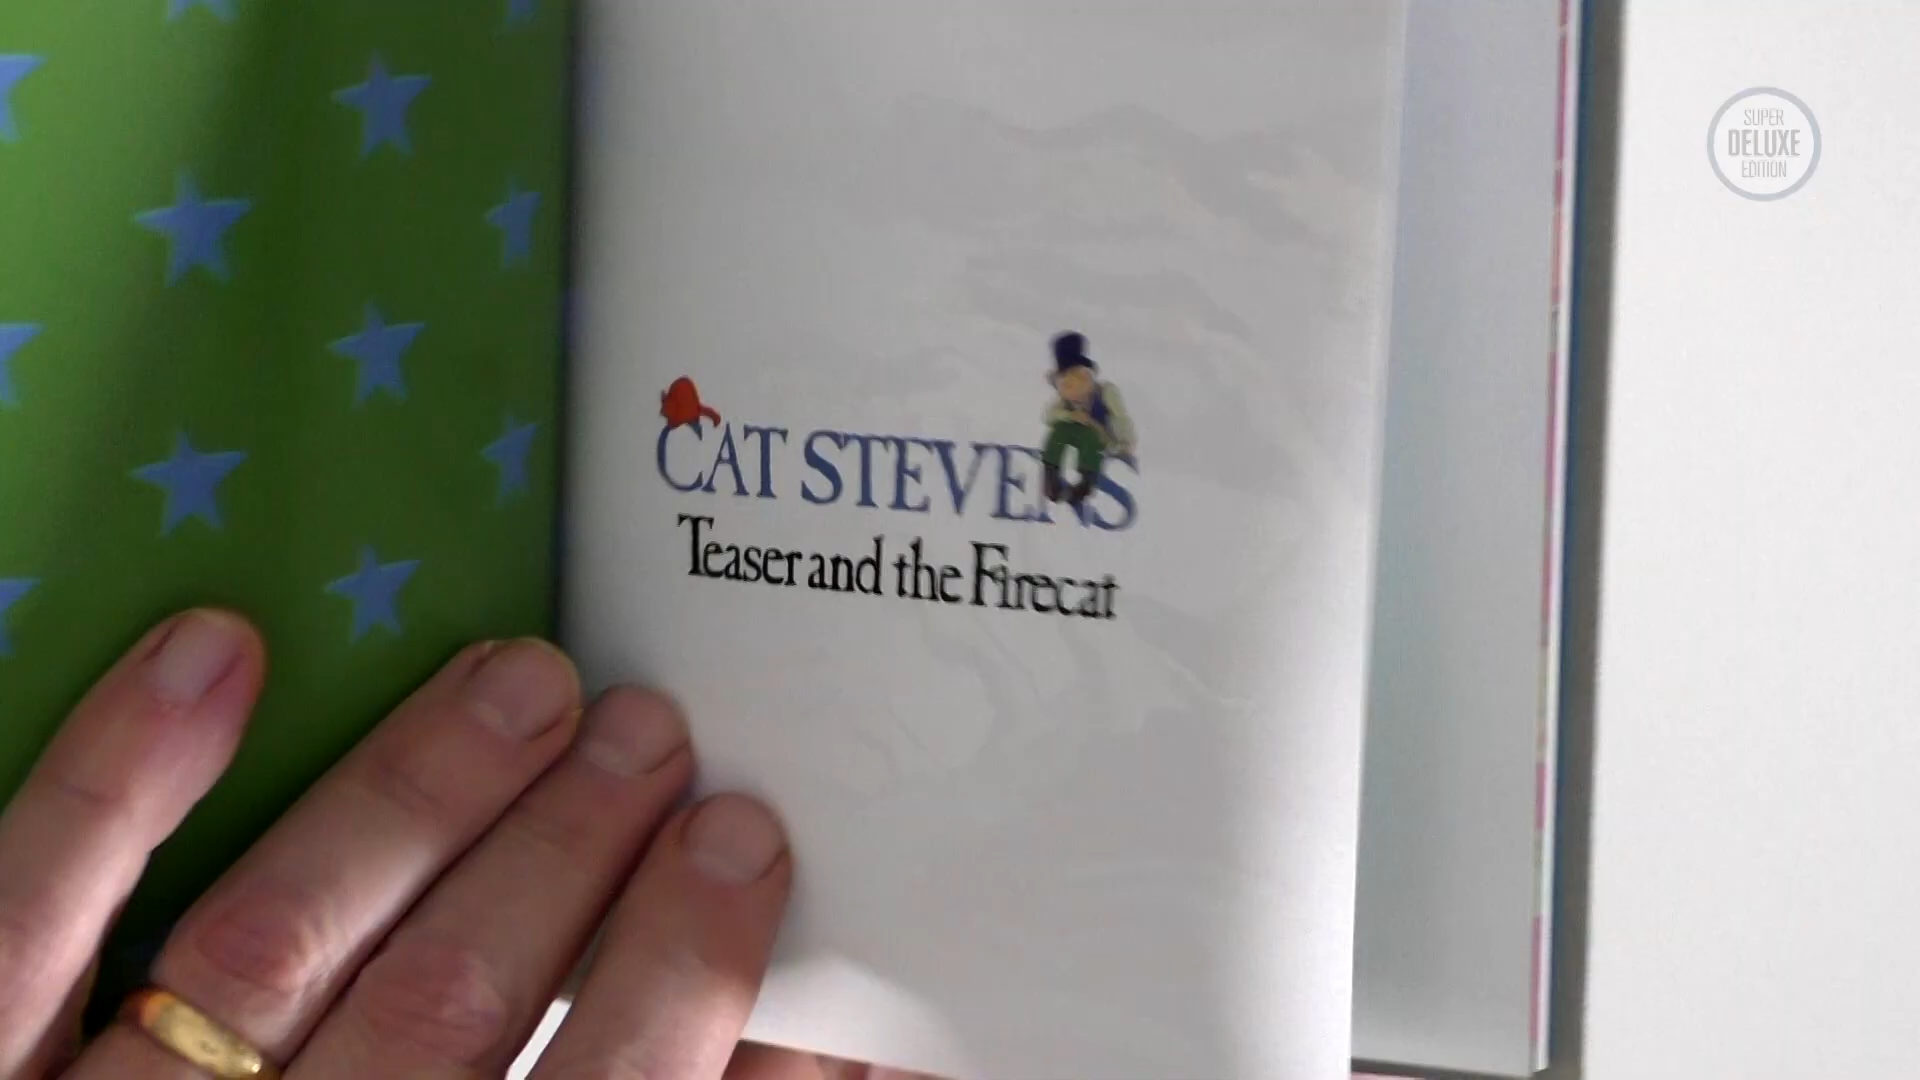 SUPER
DELUXE
EDITION
CAT STEVENS
Teaser and the Firecat